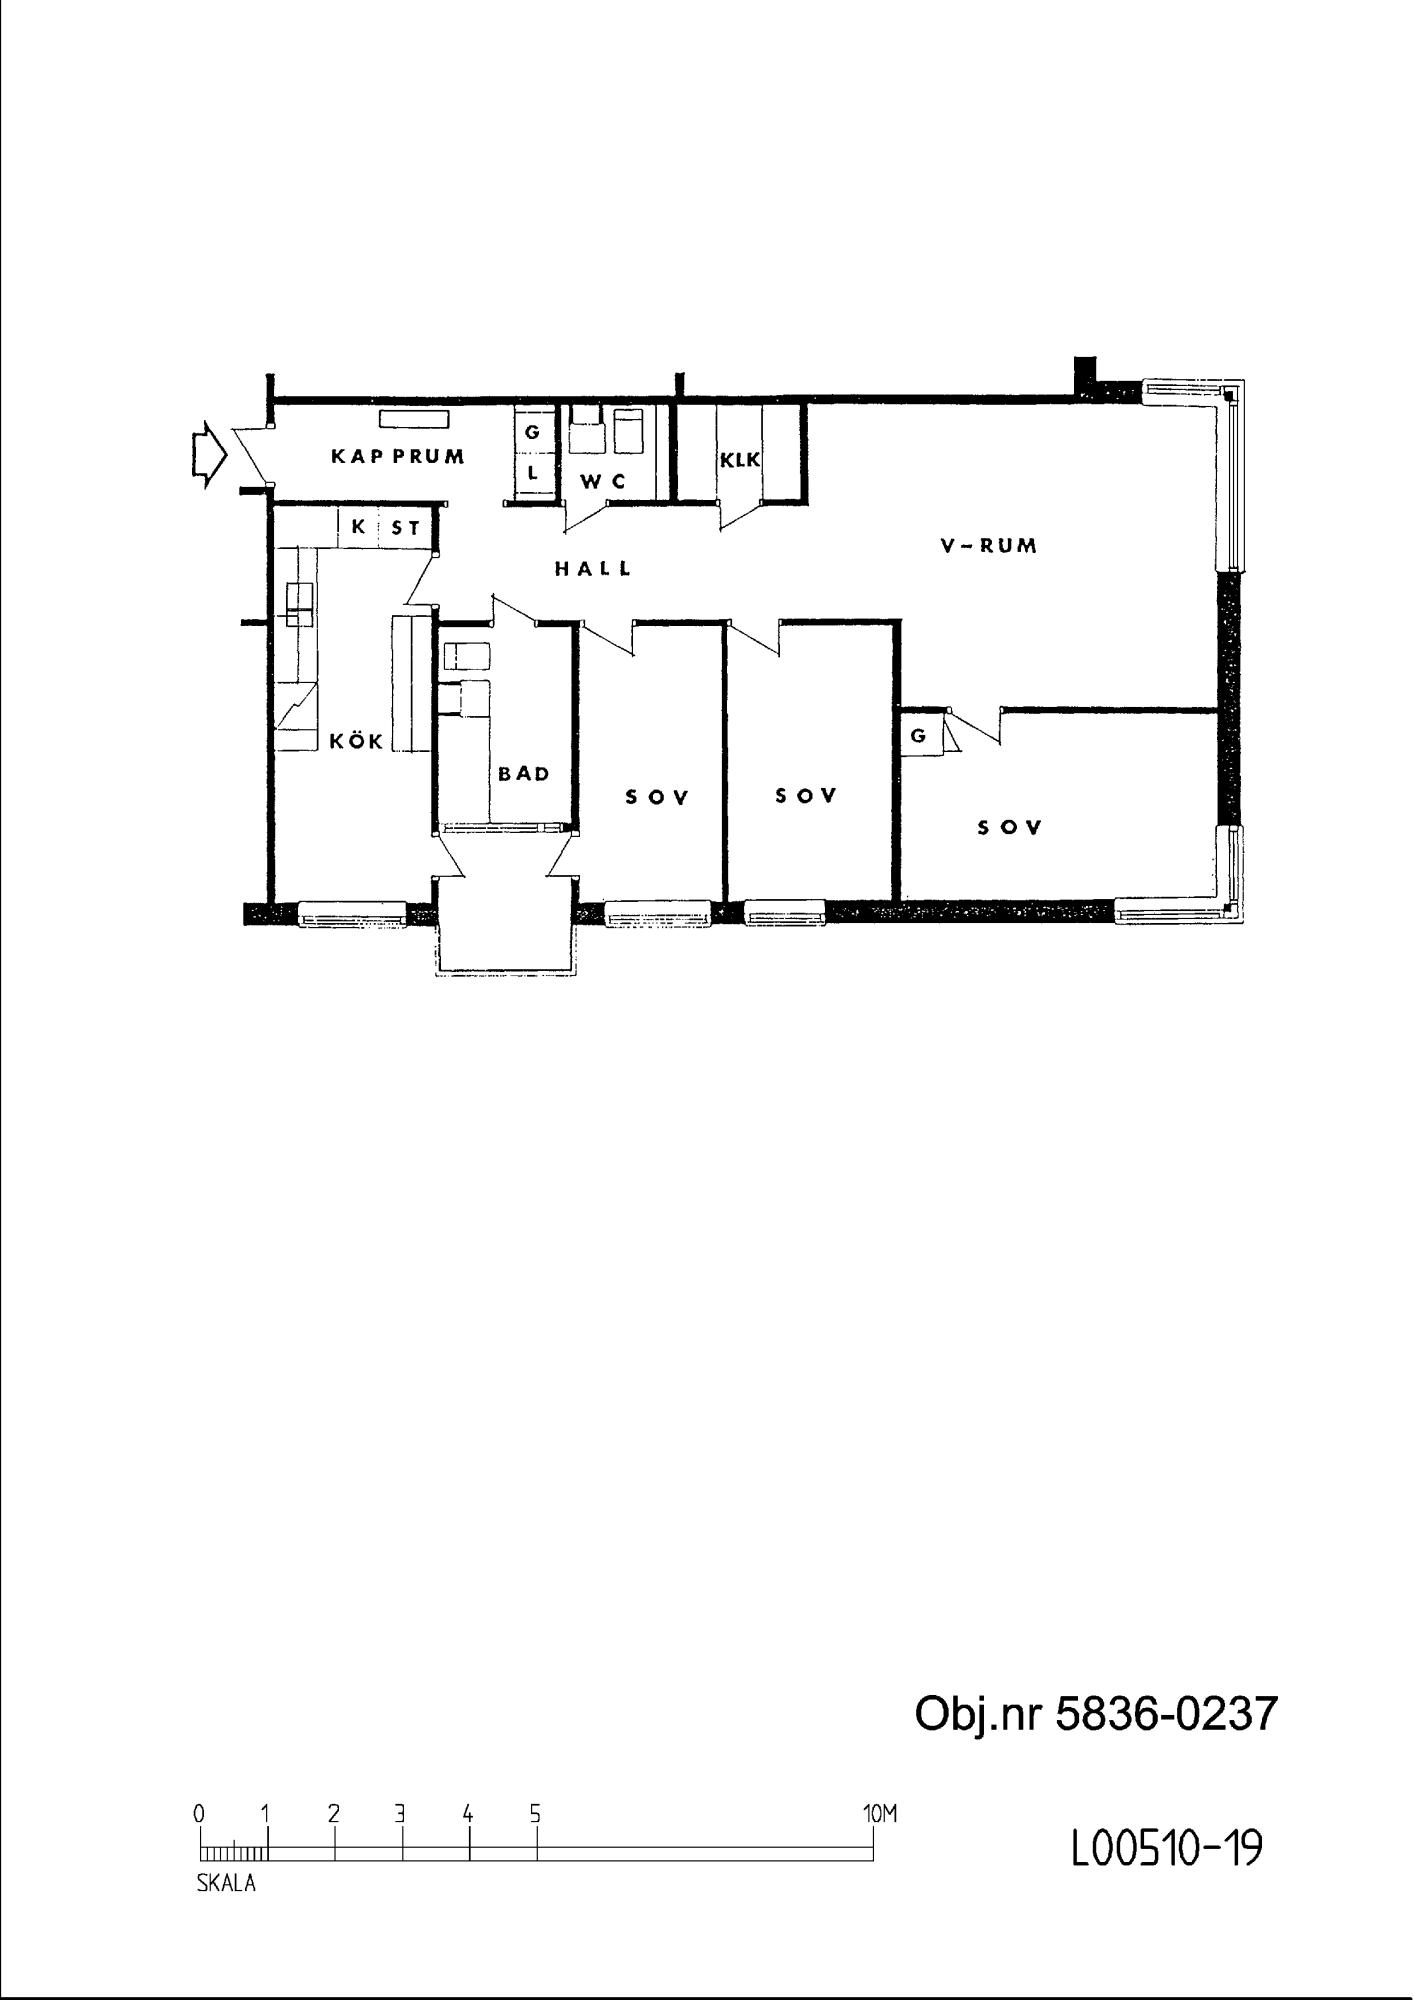 G
KAPPRUM
KLK
L
WC
K ST
V-RUM
HALL
G
KÖK
BAD
SOV
SOV
SOV
Obj.nr 5836-0237
0 1 2 3 4 5 10M
L00510-19
SKALA